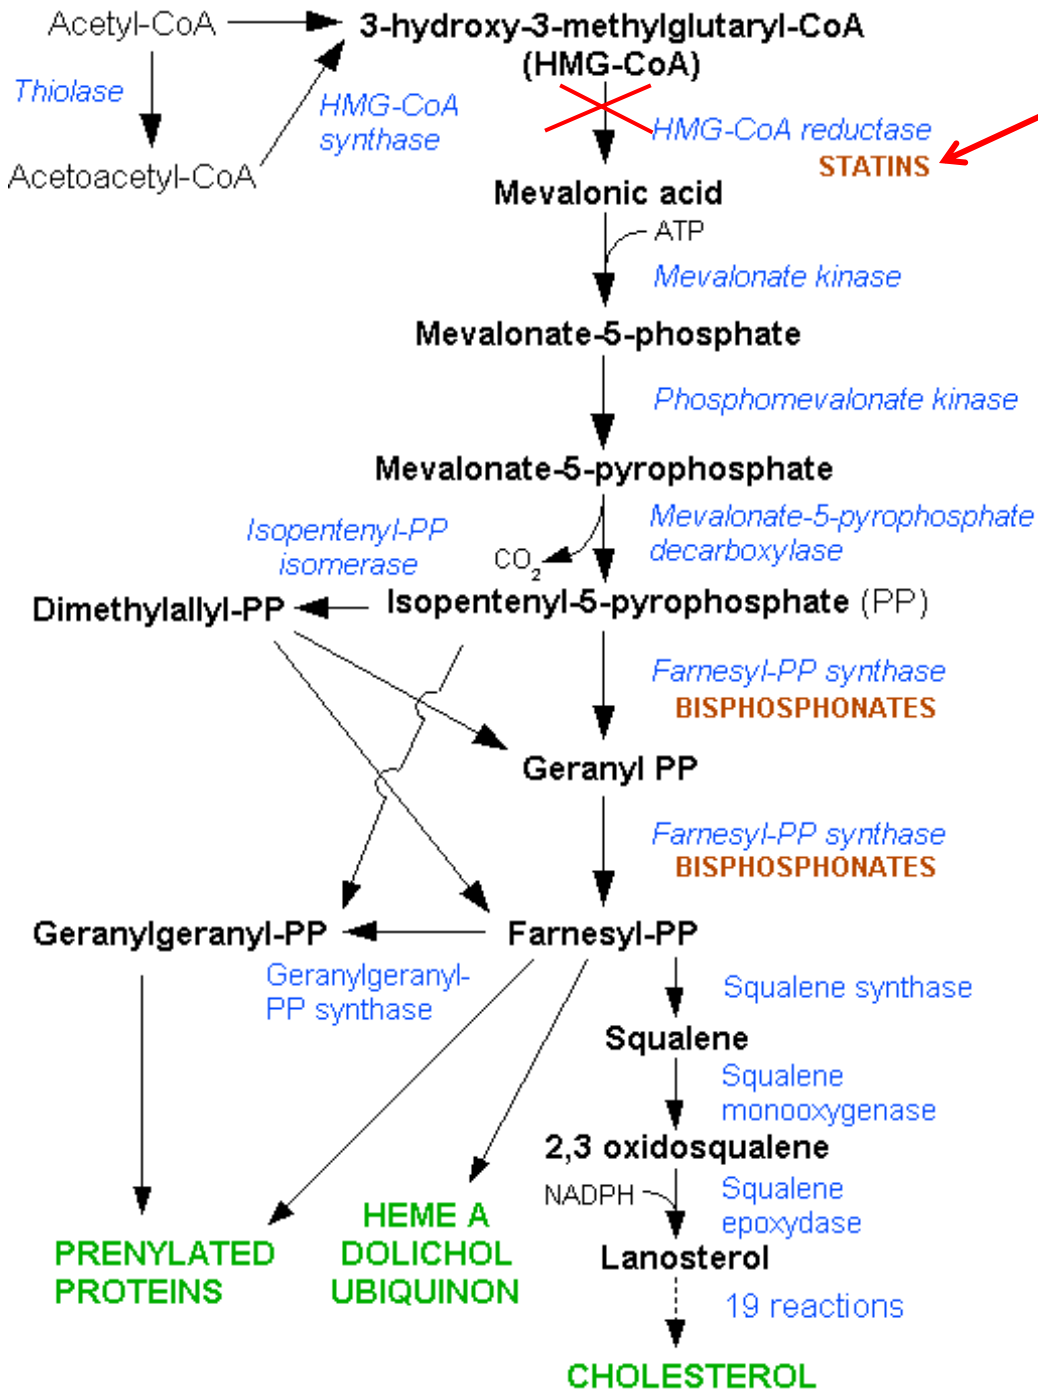 Acetyl-CoA
3-hydroxy-3-methylglutaryl-CoA
(HMG-CoA)
Thiolase
HMG-CoA
synthase
HMG-CoA reductase
STATINS
Acetoacetyl-CoA
Mevalonic acid
ATP
Mevalonate kinase
Mevalonate-5-phosphate
Phosphomevalonate kinase
Mevalonate-5-pyrophosphate
Isopentenyl-PP
isomerase
CO2
Mevalonate-5-pyrophosphate
decarboxylase
Dimethylallyl-PP
Isopentenyl-5-pyrophosphate (PP)
Farnesyl-PP synthase
BISPHOSPHONATES
Geranyl PP
Farnesyl-PP synthase
BISPHOSPHONATES
Geranylgeranyl-PP
Farnesyl-PP
Geranylgeranyl-
PP synthase
Squalene synthase
Squalene
Squalene
monooxygenase
2,3 oxidosqualene
NADPH
Squalene
epoxydase
HEME A
DOLICHOL
UBIQUINON
PRENYLATED
PROTEINS
Lanosterol
19 reactions
CHOLESTEROL